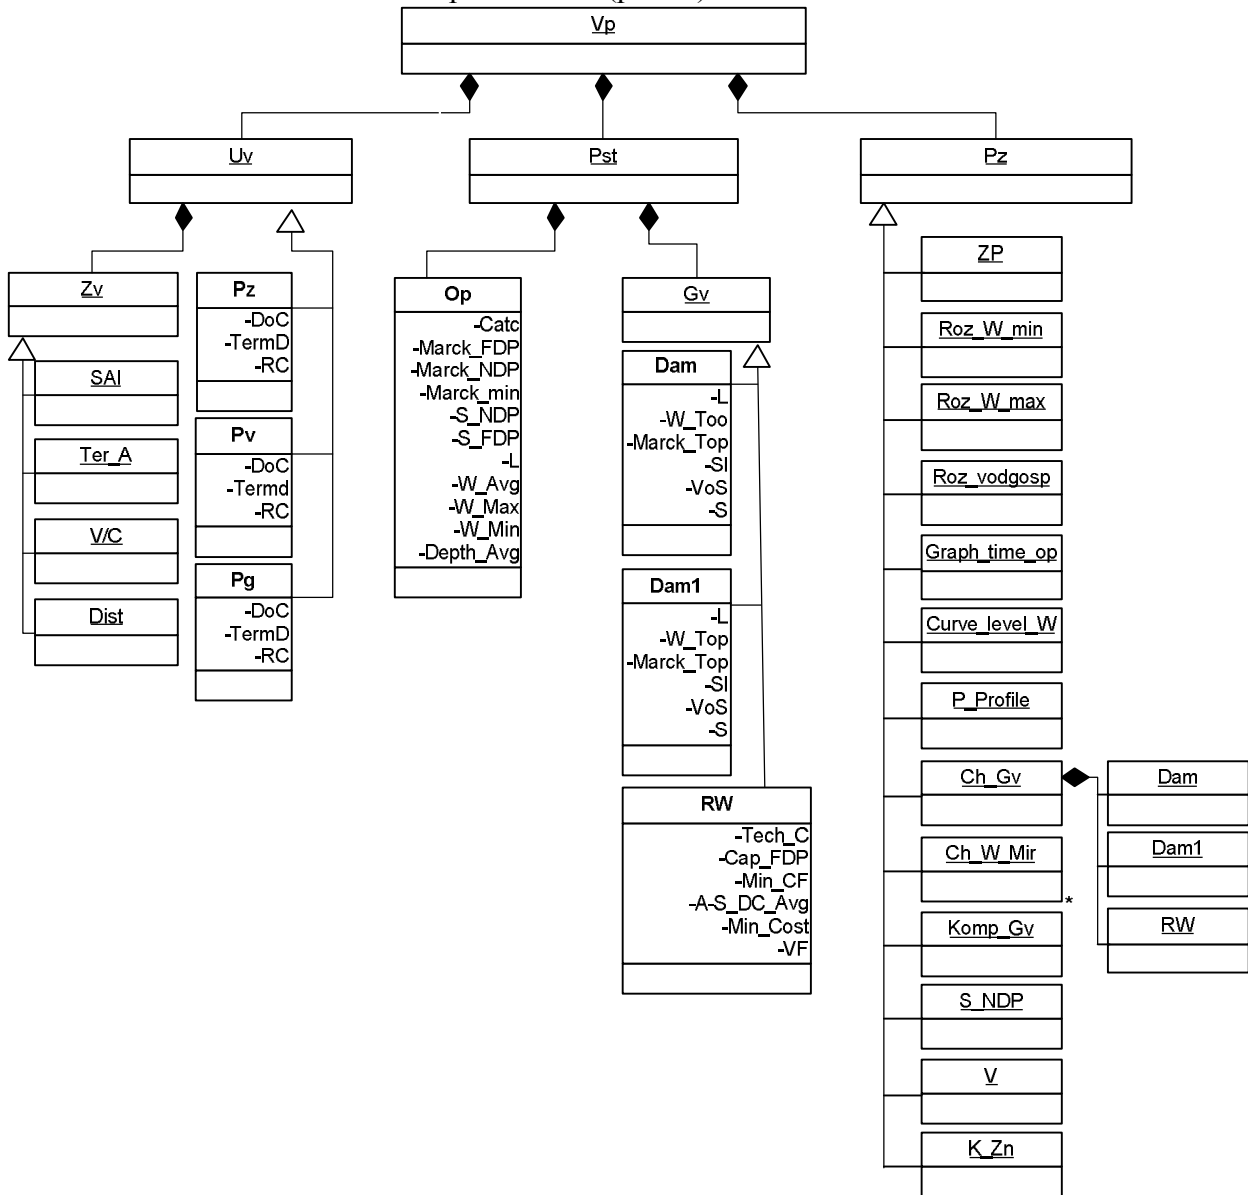 Vp
Uv
Pst
Pz
Zv
SAI
Ter_A
V/C
Dist
Pz
-DoC
-TermD
-RC
Pv
-DoC
-Termd
-RC
Pg
-DoC
-TermD
-RC
Op
-Catc
-Marck_FDP
-Marck_NDP
-Marck_min
-S_NDP
-S_FDP
-L
-W_Avg
-W_Max
-W_Min
-Depth_Avg
Gv
Dam
-L
-W_Too
-Marck_Top
-Sl
-VoS
-S
Dam1
-L
-W_Top
-Marck_Top
-Sl
-VoS
-S
RW
-Tech_C
-Cap_FDP
-Min_CF
-A-S_DC_Avg
-Min_Cost
-VF
ZP
Roz_W_min
Roz_W_max
Roz_vodgosp
Graph_time_op
Curve_level_W
P_Profile
Ch_Gv
Ch_W_Mir
*
Komp_Gv
S_NDP
V
K_Zn
Dam
Dam1
RW